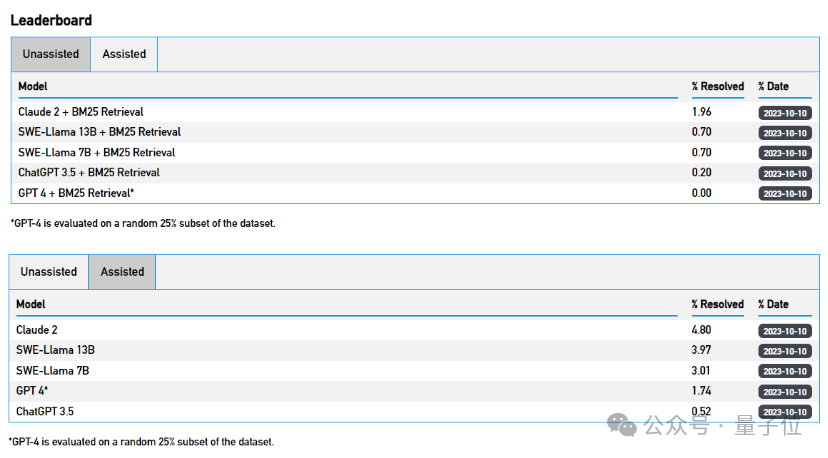 Leaderboard
Unassisted Assisted
Model % Resolved % Date
Claude 2 + BM25 Retrieval 1.96 2023-10-10
SWE-Llama 13B + BM25 Retrieval 0.70 2023-10-10
SWE-Llama 7B + BM25 Retrieval 0.70 2023-10-10
ChatGPT 3.5 + BM25 Retrieval 0.20 2023-10-10
GPT 4 + BM25 Retrieval* 0.00 2023-10-10
*GPT-4 is evaluated on a random 25% subset of the dataset.
Unassisted Assisted
Model % Resolved % Date
Claude 2 4.80 2023-10-10
SWE-Llama 13B 3.97 2023-10-10
SWE-Llama 7B 3.01 2023-10-10
GPT 4* 1.74 2023-10-10
ChatGPT 3.5 0.52 2023-10-10
公众号 · 量子位
*GPT-4 is evaluated on a random 25% subset of the dataset.